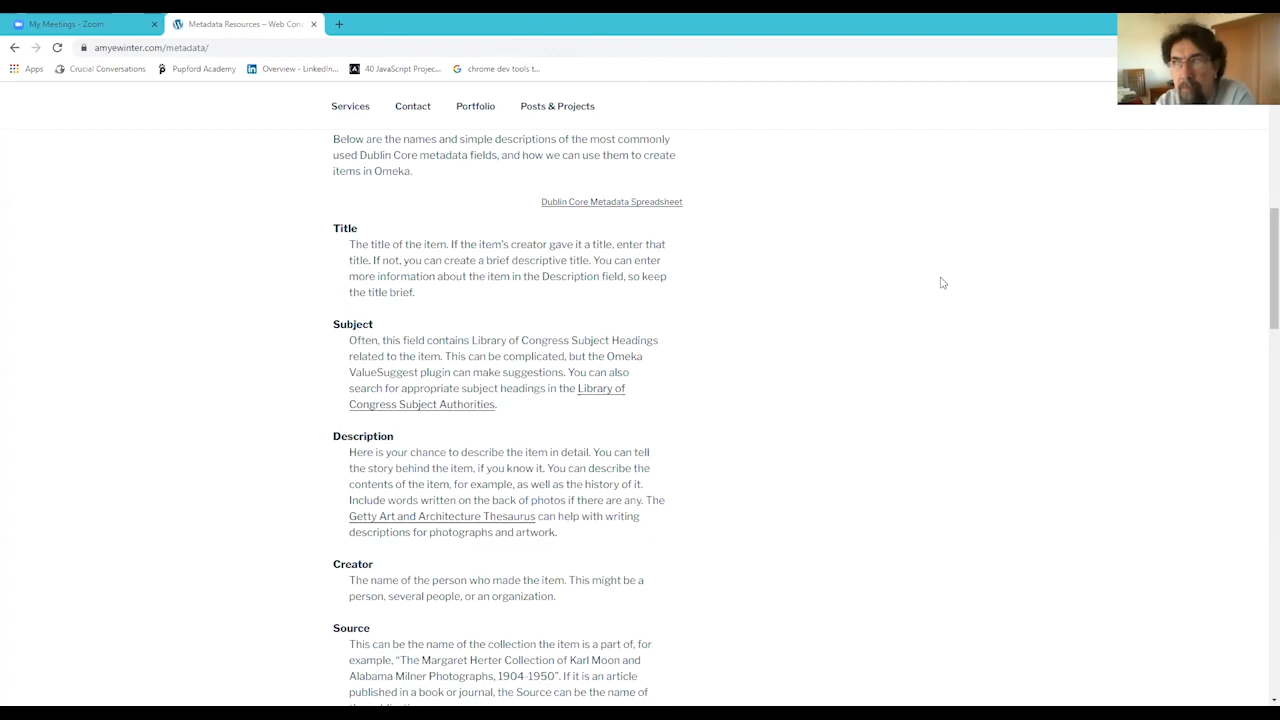 My Meetings - Zoom
Metadata Resources – Web Con
amyewinter.com/metadata/
Apps
Crucial Conversations
Pupford Academy
Overview - LinkedIn...
40 JavaScript Projec...
chrome dev tools t...
Services
Contact
Portfolio
Posts & Projects
Below are the names and simple descriptions of the most commonly
used Dublin Core metadata fields, and how we can use them to create
items in Omeka.
Dublin Core Metadata Spreadsheet
Title
The title of the item. If the item's creator gave it a title, enter that
title. If not, you can create a brief descriptive title. You can enter
more information about the item in the Description field, so keep
the title brief.
Subject
Often, this field contains Library of Congress Subject Headings
related to the item. This can be complicated, but the Omeka
ValueSuggest plugin can make suggestions. You can also
search for appropriate subject headings in the Library of
Congress Subject Authorities.
Description
Here is your chance to describe the item in detail. You can tell
the story behind the item, if you know it. You can describe the
contents of the item, for example, as well as the history of it.
Include words written on the back of photos if there are any. The
Getty Art and Architecture Thesaurus can help with writing
descriptions for photographs and artwork.
Creator
The name of the person who made the item. This might be a
person, several people, or an organization.
Source
This can be the name of the collection the item is a part of, for
example, “The Margaret Herter Collection of Karl Moon and
Alabama Milner Photographs, 1904-1950”. If it is an article
published in a book or journal, the Source can be the name of